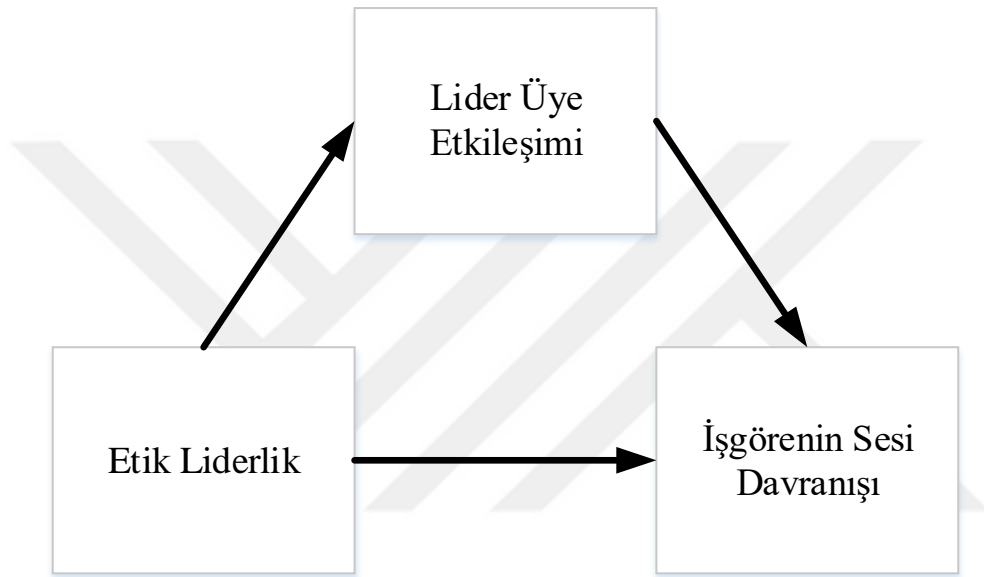 Lider Üye
Etkileşimi
Etik Liderlik
İşgörenin Sesi
Davranışı